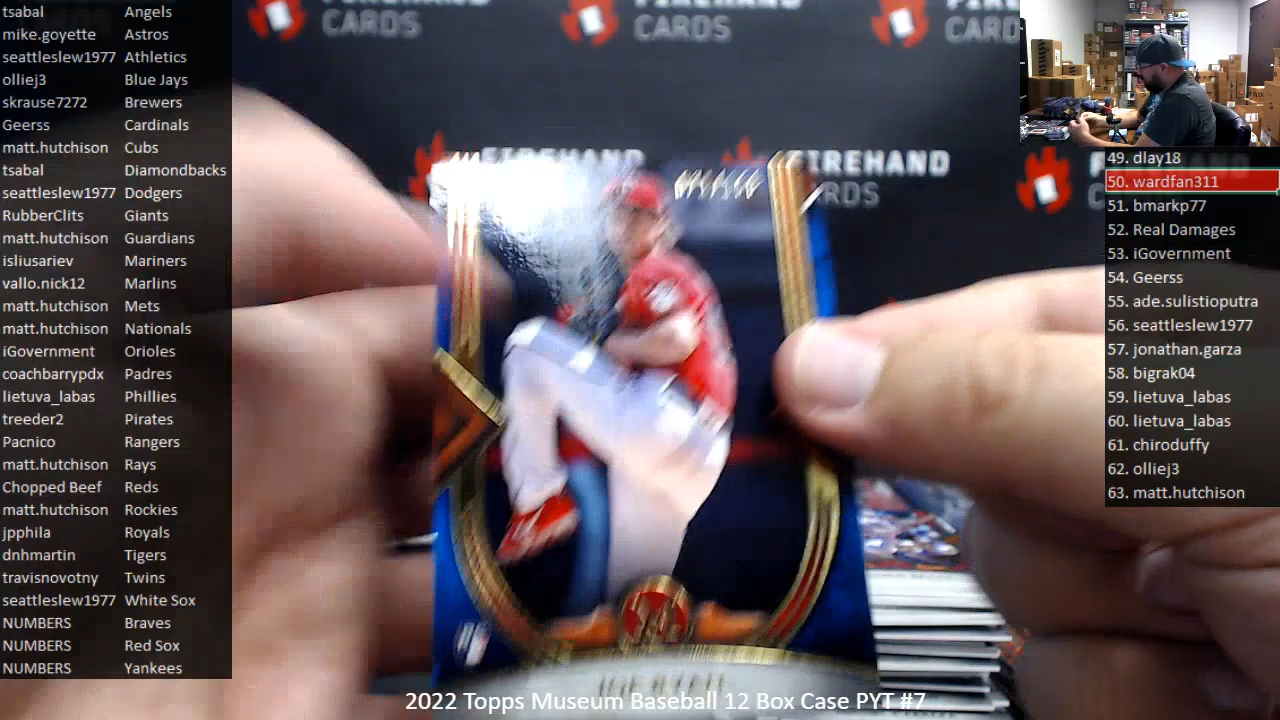 tsabal Angels
mike.goyette Astros
seattleslew1977 Athletics
olliej3 Blue Jays
skrause7272 Brewers
Geerss Cardinals
matt.hutchison Cubs
tsabal Diamondbacks
seattleslew1977 Dodgers
RubberClits Giants
matt.hutchison Guardians
isliusariev Mariners
vallo.nick12 Marlins
matt.hutchison Mets
matt.hutchison Nationals
iGovernment Orioles
coachbarrypdx Padres
lietuva_labas Phillies
treeder2 Pirates
Pacnico Rangers
matt.hutchison Rays
Chopped Beef Reds
matt.hutchison Rockies
jpphila Royals
dnhmartin Tigers
travisnovotny Twins
seattleslew1977 White Sox
NUMBERS Braves
NUMBERS Red Sox
NUMBERS Yankees
CARDS
CARDS
CARD
FIREHAND
FIREHAND
CARDS
49. dlay18
50. wardfan311
51. bmarkp77
52. Real Damages
53. iGovernment
54. Geerss
55. ade.sulistioputra
56. seattleslew1977
57. jonathan.garza
58. bigrak04
59. lietuva_labas
60. lietuva_labas
61. chiroduffy
62. olliej3
63. matt.hutchison
2022 Topps Museum Baseball 12 Box Case PYT #7